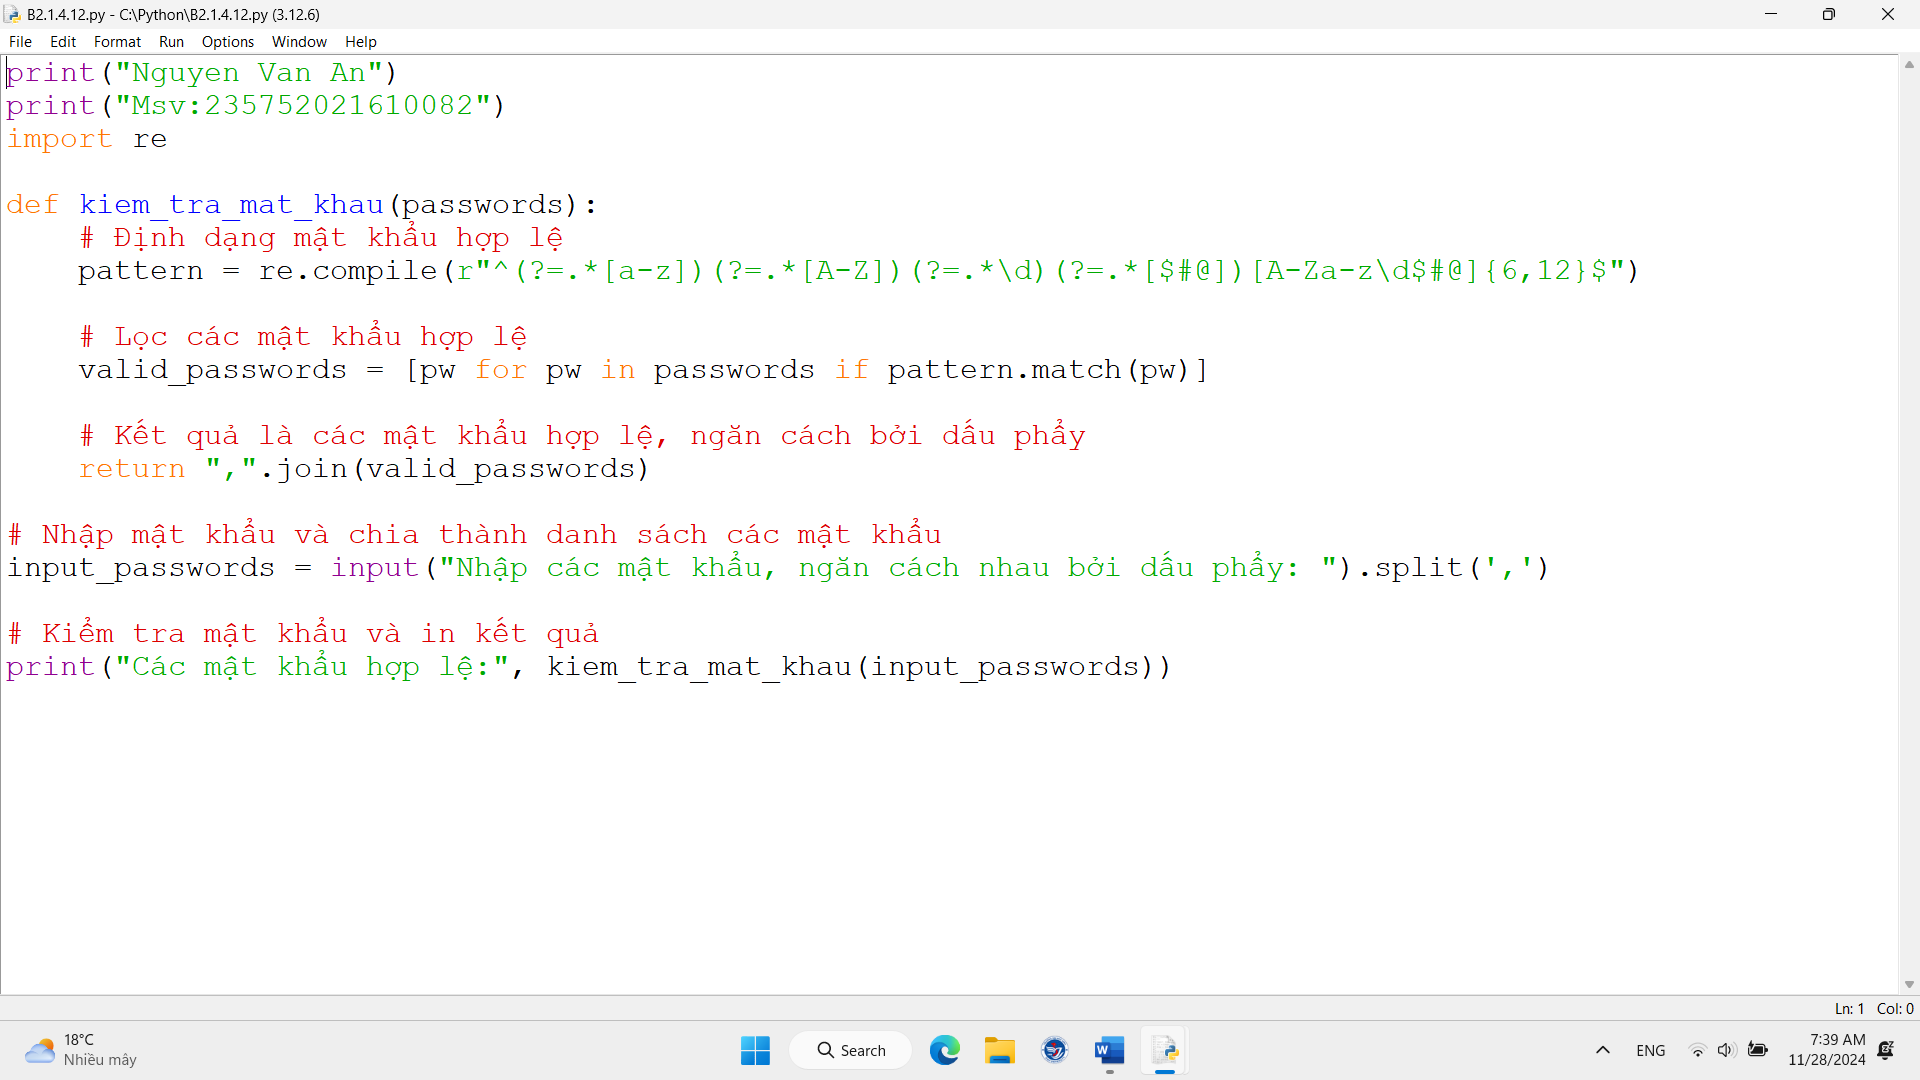 B2.1.4.12.py - C:\Python\B2.1.4.12.py (3.12.6)
File Edit Format Run Options Window Help
print("Nguyen Van An")
print("Msv:235752021610082")
import re

def kiem_tra_mat_khau(passwords):
    # Định dạng mật khẩu hợp lệ
    pattern = re.compile(r"^(?=.*[a-z])(?=.*[A-Z])(?=.*\d)(?=.*[$#@])[A-Za-z\d$#@]{6,12}$")

    # Lọc các mật khẩu hợp lệ
    valid_passwords = [pw for pw in passwords if pattern.match(pw)]

    # Kết quả là các mật khẩu hợp lệ, ngăn cách bởi dấu phẩy
    return ",".join(valid_passwords)

# Nhập mật khẩu và chia thành danh sách các mật khẩu
input_passwords = input("Nhập các mật khẩu, ngăn cách nhau bởi dấu phẩy: ").split(',')

# Kiểm tra mật khẩu và in kết quả
print("Các mật khẩu hợp lệ:", kiem_tra_mat_khau(input_passwords))
Ln: 1 Col: 0
18°C
Nhiều mây
Search
ENG
7:39 AM
11/28/2024